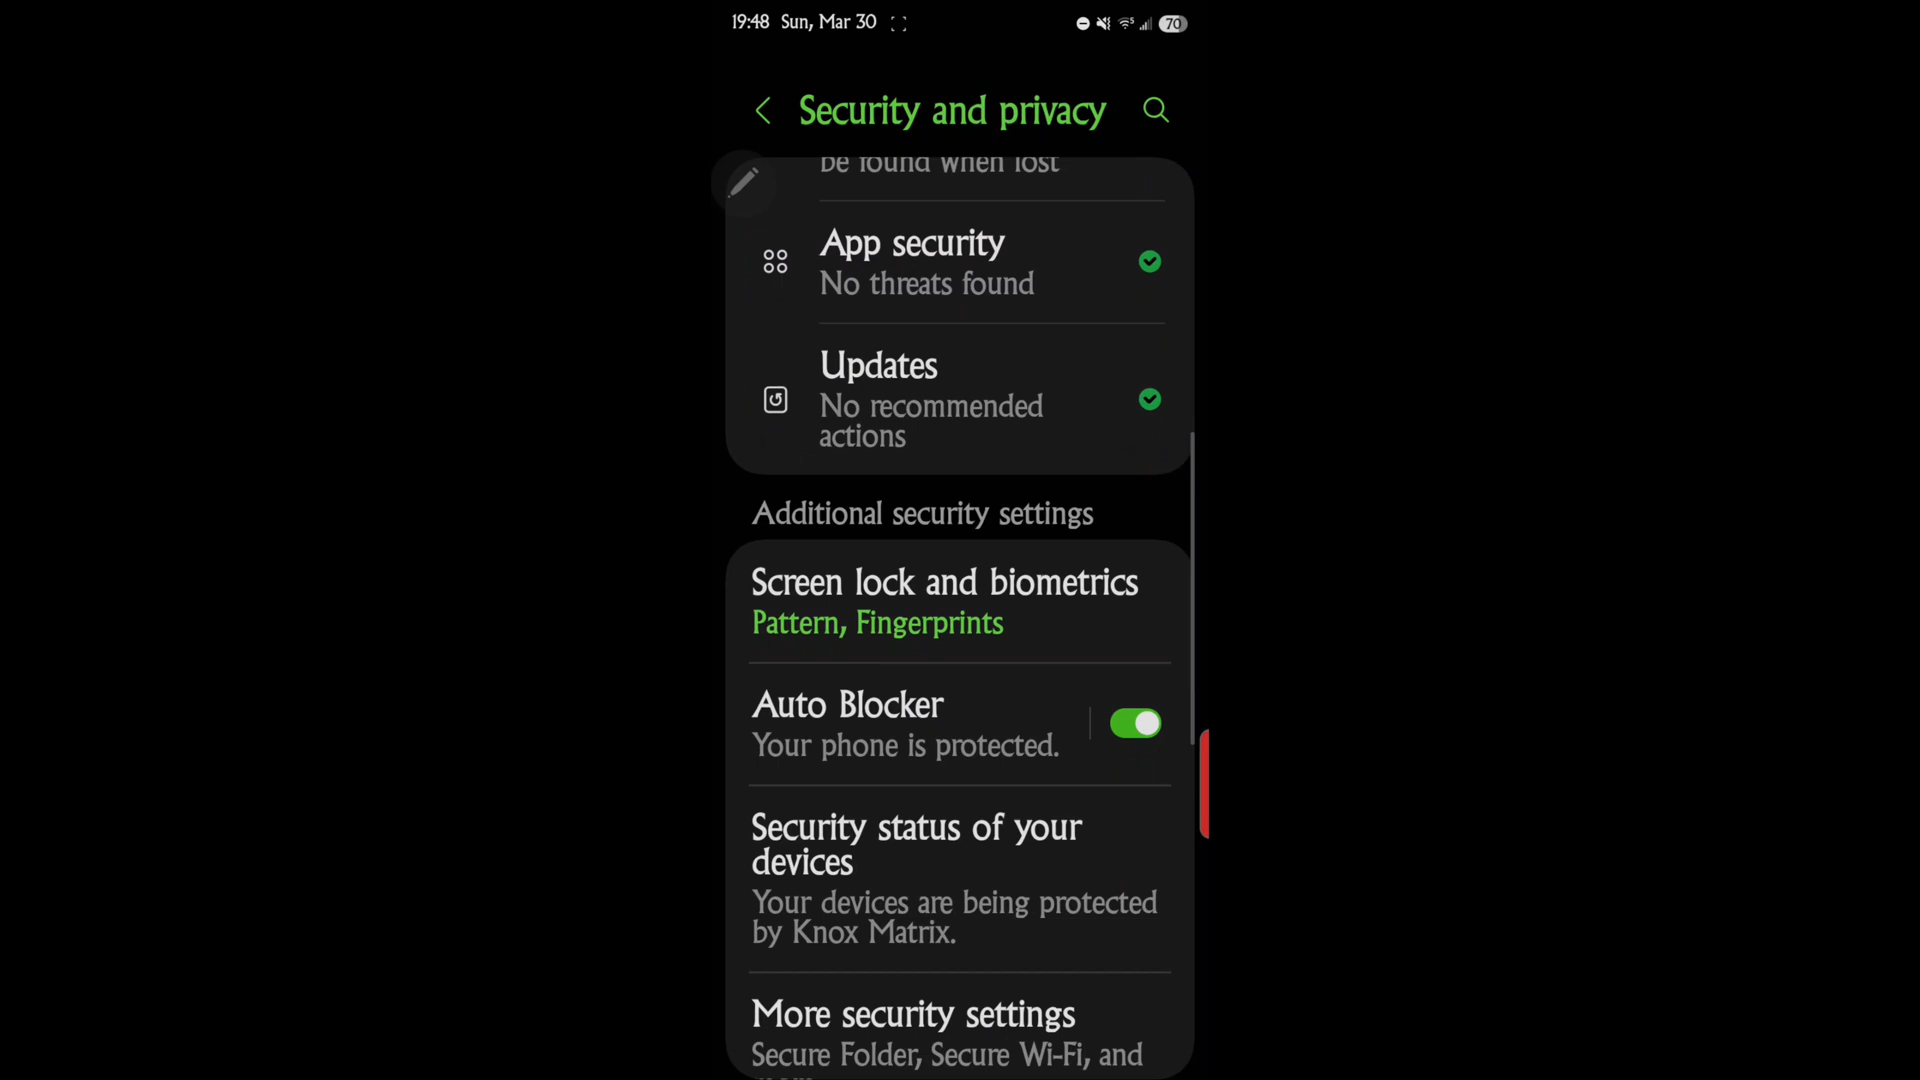 19:48 Sun, Mar 30
70
Security and privacy
be found when lost
App security
No threats found
Updates
No recommended
actions
Additional security settings
Screen lock and biometrics
Pattern, Fingerprints
Auto Blocker
Your phone is protected.
Security status of your
devices
Your devices are being protected
by Knox Matrix.
More security settings
Secure Folder, Secure Wi-Fi, and